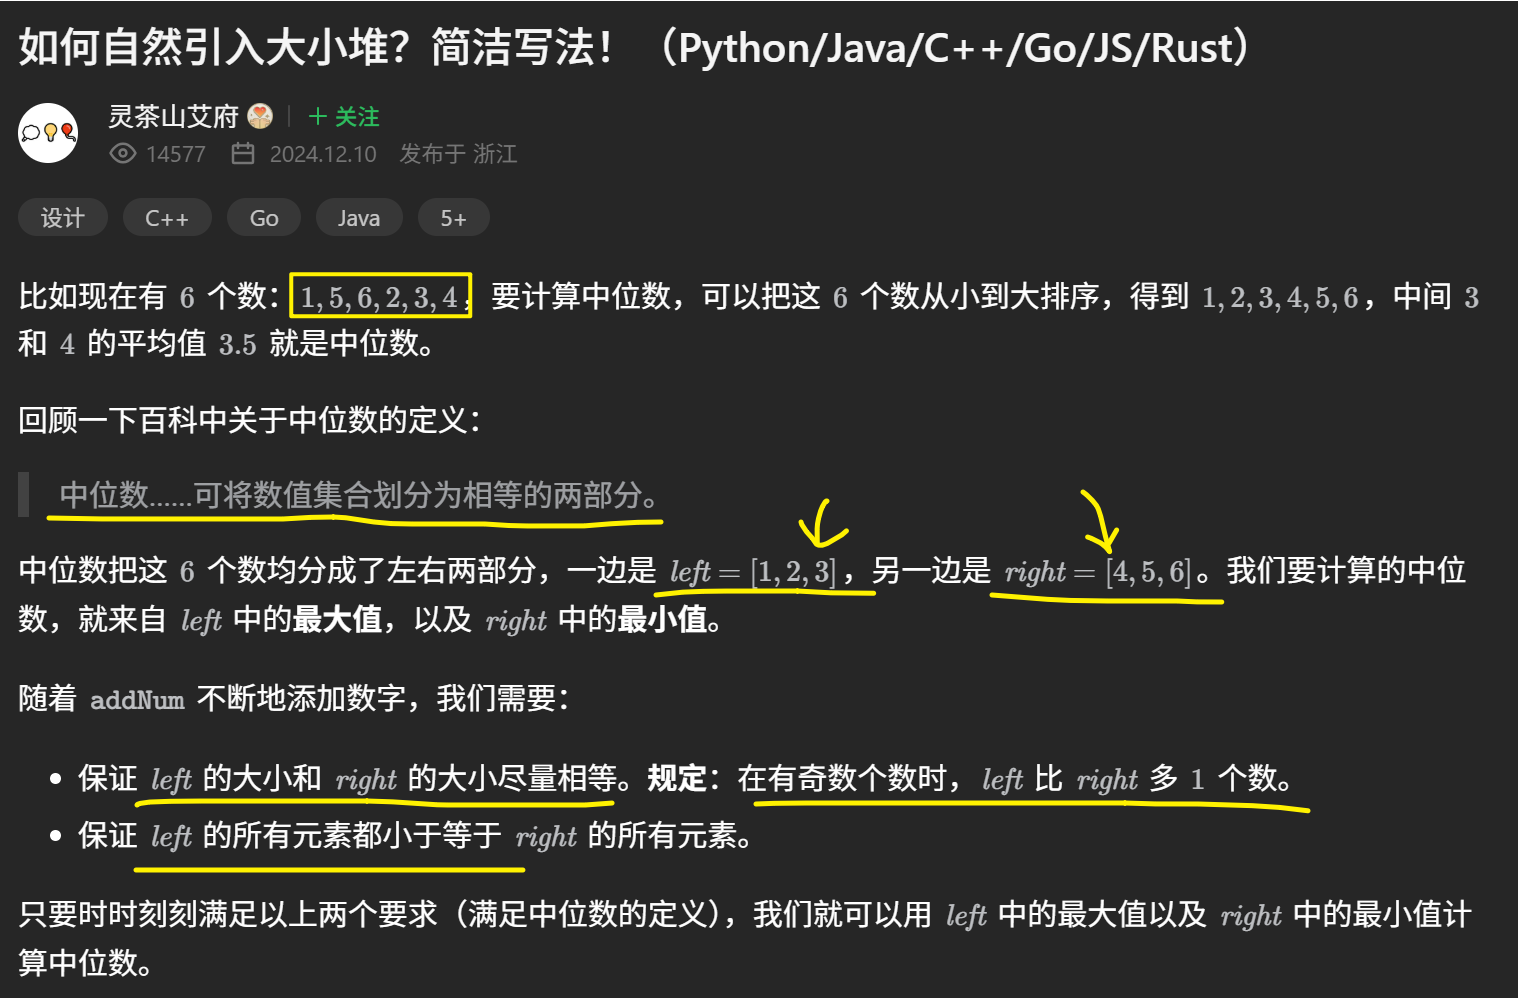 如何自然引入大小堆？简洁写法！（Python/Java/C++/Go/JS/Rust）
灵茶山艾府 | + 关注
14577 2024.12.10 发布于 浙江
设计 C++ Go Java 5+
比如现在有 6 个数：1,5,6,2,3,4，要计算中位数，可以把这 6 个数从小到大排序，得到 1,2,3,4,5,6，中间 3
和 4 的平均值 3.5 就是中位数。
回顾一下百科中关于中位数的定义：
中位数......可将数值集合划分为相等的两部分。
中位数把这 6 个数均分成了左右两部分，一边是 left = [1,2,3]，另一边是 right = [4,5,6]。我们要计算的中位
数，就来自 left 中的最大值，以及 right 中的最小值。
随着 addNum 不断地添加数字，我们需要：
• 保证 left 的大小和 right 的大小尽量相等。规定：在有奇数个数时，left 比 right 多 1 个数。
• 保证 left 的所有元素都小于等于 right 的所有元素。
只要时时刻刻满足以上两个要求（满足中位数的定义），我们就可以用 left 中的最大值以及 right 中的最小值计
算中位数。